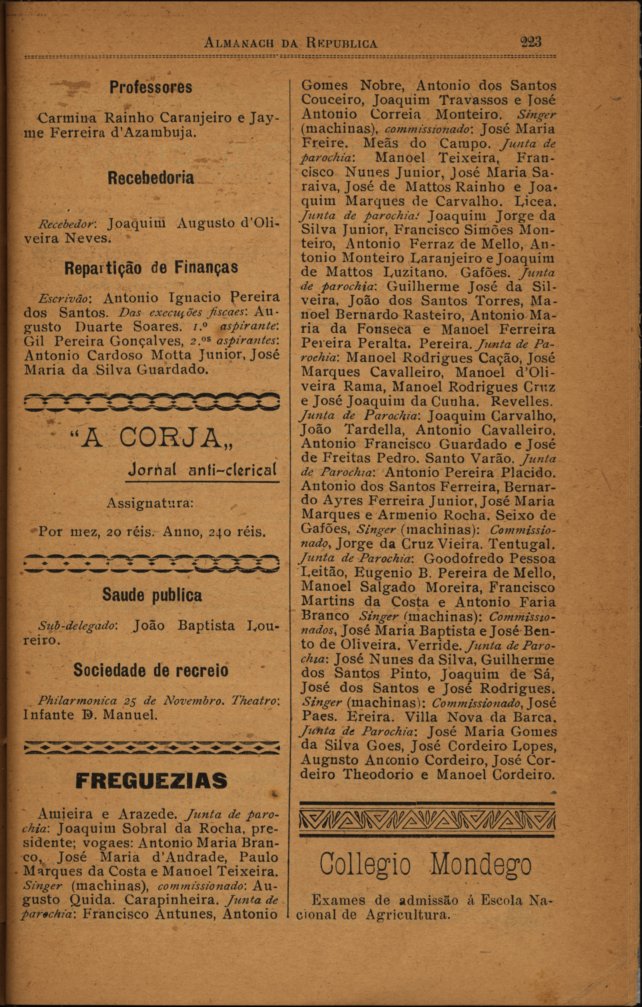 ALMANACH DA REPUBLICA 223
Professores
Carmina Rainho Caranjeiro e Jay-
me Ferreira d'Azambuja.
Recebedoria
Recebedor: Joaquim Augusto d'Oli-
veira Neves.
Repartição de Finanças
Escrivão: Antonio Ignacio Pereira
dos Santos. Das execuções fiscaes: Au-
gusto Duarte Soares. 1.º aspirante:
Gil Pereira Gonçalves, 2.ºs aspirantes:
Antonio Cardoso Motta Junior, José
Maria da Silva Guardado.
"A CORJA„
Jornal anti-clerical
Assignatura:
Por mez, 20 réis. Anno, 240 réis.
Saude publica
Sub-delegado: João Baptista Lou-
reiro.
Sociedade de recreio
Philarmonica 25 de Novembro. Theatro:
Infante D. Manuel.
FREGUEZIAS
Amieira e Arazede. Junta de paro-
chia: Joaquim Sobral da Rocha, pre-
sidente; vogaes: Antonio Maria Bran-
co, José Maria d'Andrade, Paulo
Marques da Costa e Manoel Teixeira.
Singer (machinas), commissionado: Au-
gusto Quida. Carapinheira. Junta de
parochia: Francisco Antunes, Antonio
Gomes Nobre, Antonio dos Santos
Couceiro, Joaquim Travassos e José
Antonio Correia Monteiro. Singer
(machinas), commissionado: José Maria
Freire. Meãs do Campo. Junta de
parochia: Manoel Teixeira, Fran-
cisco Nunes Junior, José Maria Sa-
raiva, José de Mattos Rainho e Joa-
quim Marques de Carvalho. Licea.
Junta de parochia: Joaquim Jorge da
Silva Junior, Francisco Simões Mon-
teiro, Antonio Ferraz de Mello, An-
tonio Monteiro Laranjeiro e Joaquim
de Mattos Luzitano. Gafões. Junta
de parochia: Guilherme José da Sil-
veira, João dos Santos Torres, Ma-
noel Bernardo Rasteiro, Antonio Ma-
ria da Fonseca e Manoel Ferreira
Pereira Peralta. Pereira. Junta de Pa-
rochia: Manoel Rodrigues Cação, José
Marques Cavalleiro, Manoel d'Oli-
veira Rama, Manoel Rodrigues Cruz
e José Joaquim da Cunha. Revelles.
Junta de Parochia: Joaquim Carvalho,
João Tardella, Antonio Cavalleiro,
Antonio Francisco Guardado e José
de Freitas Pedro. Santo Varão. Junta
de Parochia: Antonio Pereira Placido.
Antonio dos Santos Ferreira, Bernar-
do Ayres Ferreira Junior, José Maria
Marques e Armenio Rocha. Seixo de
Gafões, Singer (machinas): Commissio-
nado, Jorge da Cruz Vieira. Tentugal.
Junta de Parochia: Goodofredo Pessoa
Leitão, Eugenio B. Pereira de Mello,
Manoel Salgado Moreira, Francisco
Martins da Costa e Antonio Faria
Branco Singer (machinas): Commissio-
nados, José Maria Baptista e José Ben-
to de Oliveira. Verride. Junta de Paro-
chia: José Nunes da Silva, Guilherme
dos Santos Pinto, Joaquim de Sá,
José dos Santos e José Rodrigues.
Singer (machinas): Commissionado, José
Paes. Ereira. Villa Nova da Barca.
Junta de Parochia: José Maria Gomes
da Silva Goes, José Cordeiro Lopes,
Augusto Antonio Cordeiro, José Cor-
deiro Theodorio e Manoel Cordeiro.
Collegio Mondego
Exames de admissão á Escola Na-
cional de Agricultura.